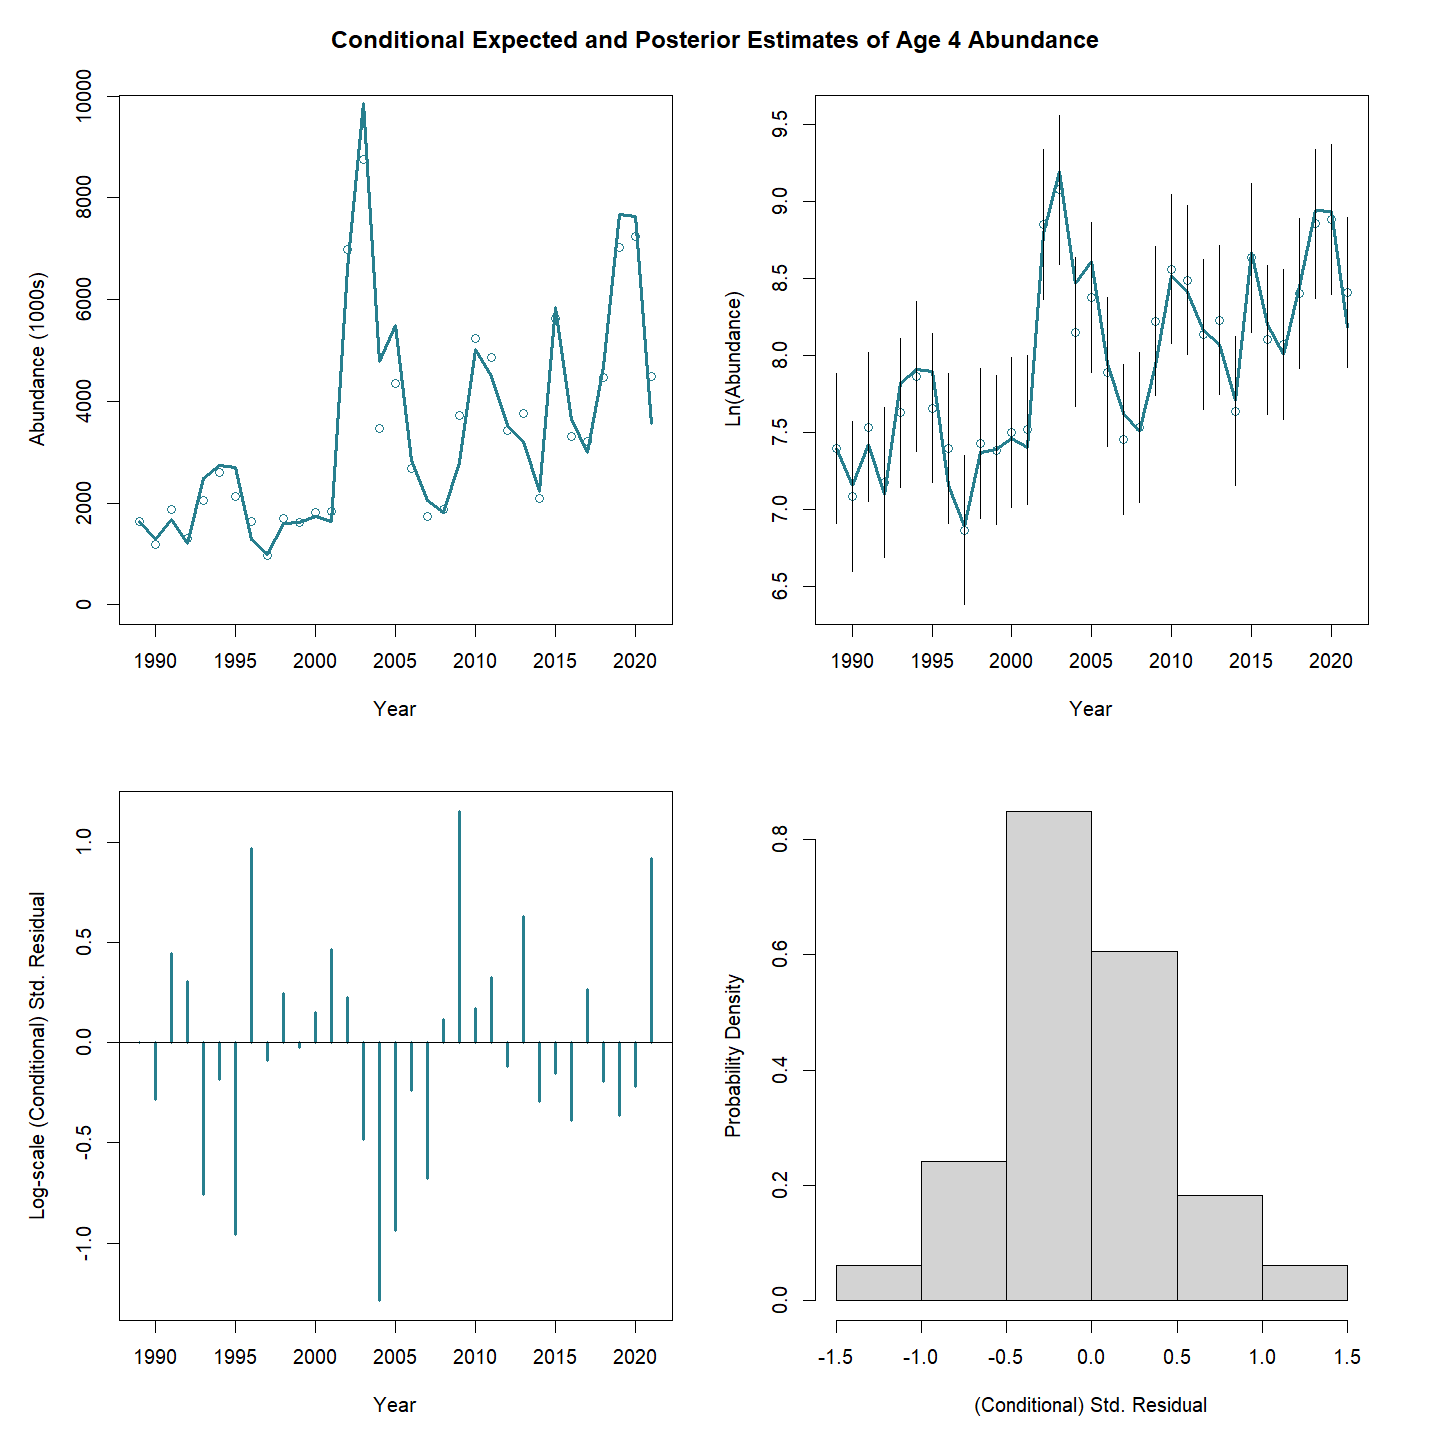 Conditional Expected and Posterior Estimates of Age 4 Abundance
Abundance (1000s)
10000
8000
6000
4000
2000
0
1990 1995 2000 2005 2010 2015 2020
Year
Ln(Abundance)
9.5
9.0
8.5
8.0
7.5
7.0
6.5
1990 1995 2000 2005 2010 2015 2020
Year
Log-scale (Conditional) Std. Residual
1.0
0.5
0.0
-0.5
-1.0
1990 1995 2000 2005 2010 2015 2020
Year
Probability Density
0.8
0.6
0.4
0.2
0.0
-1.5 -1.0 -0.5 0.0 0.5 1.0 1.5
(Conditional) Std. Residual